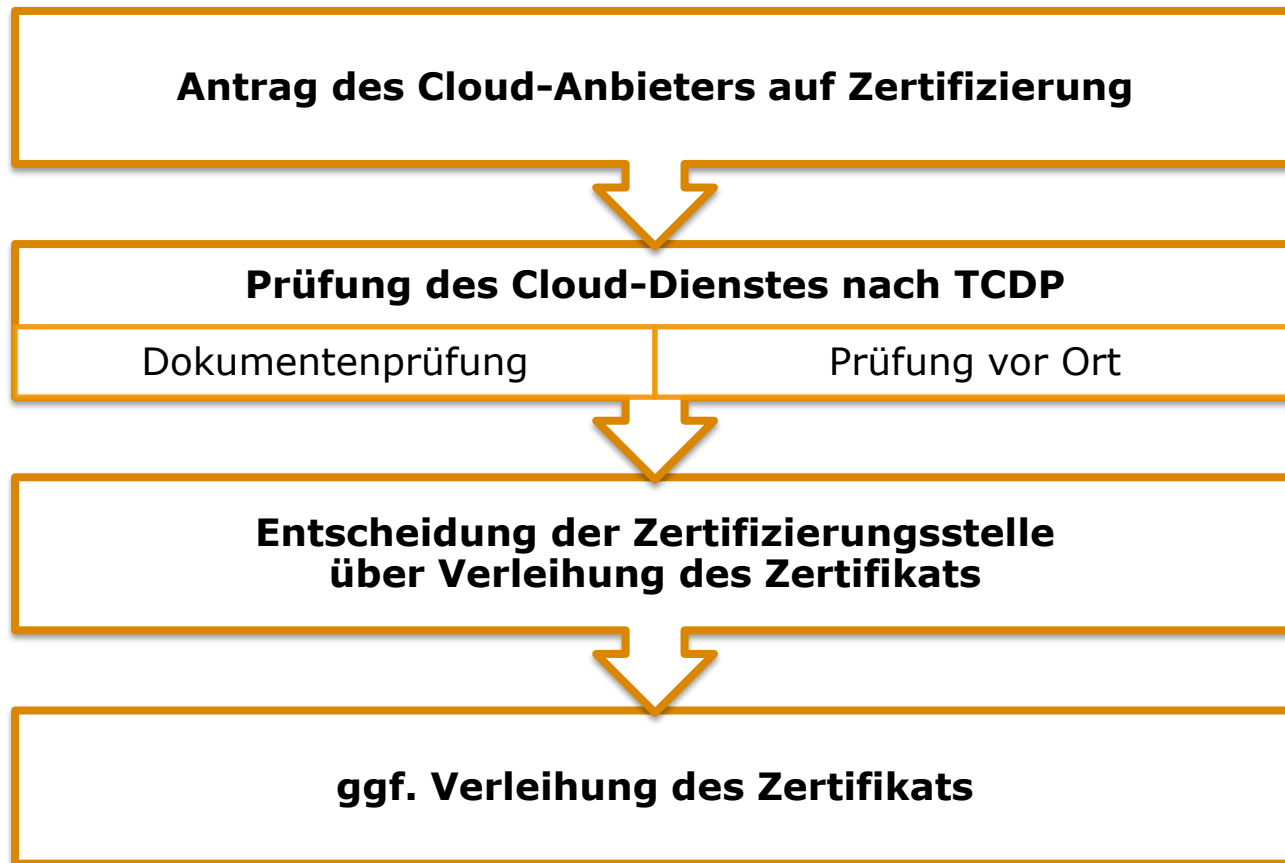 Antrag des Cloud-Anbieters auf Zertifizierung
Prüfung des Cloud-Dienstes nach TCDP
Dokumentenprüfung
Prüfung vor Ort
Entscheidung der Zertifizierungsstelle
über Verleihung des Zertifikats
ggf. Verleihung des Zertifikats